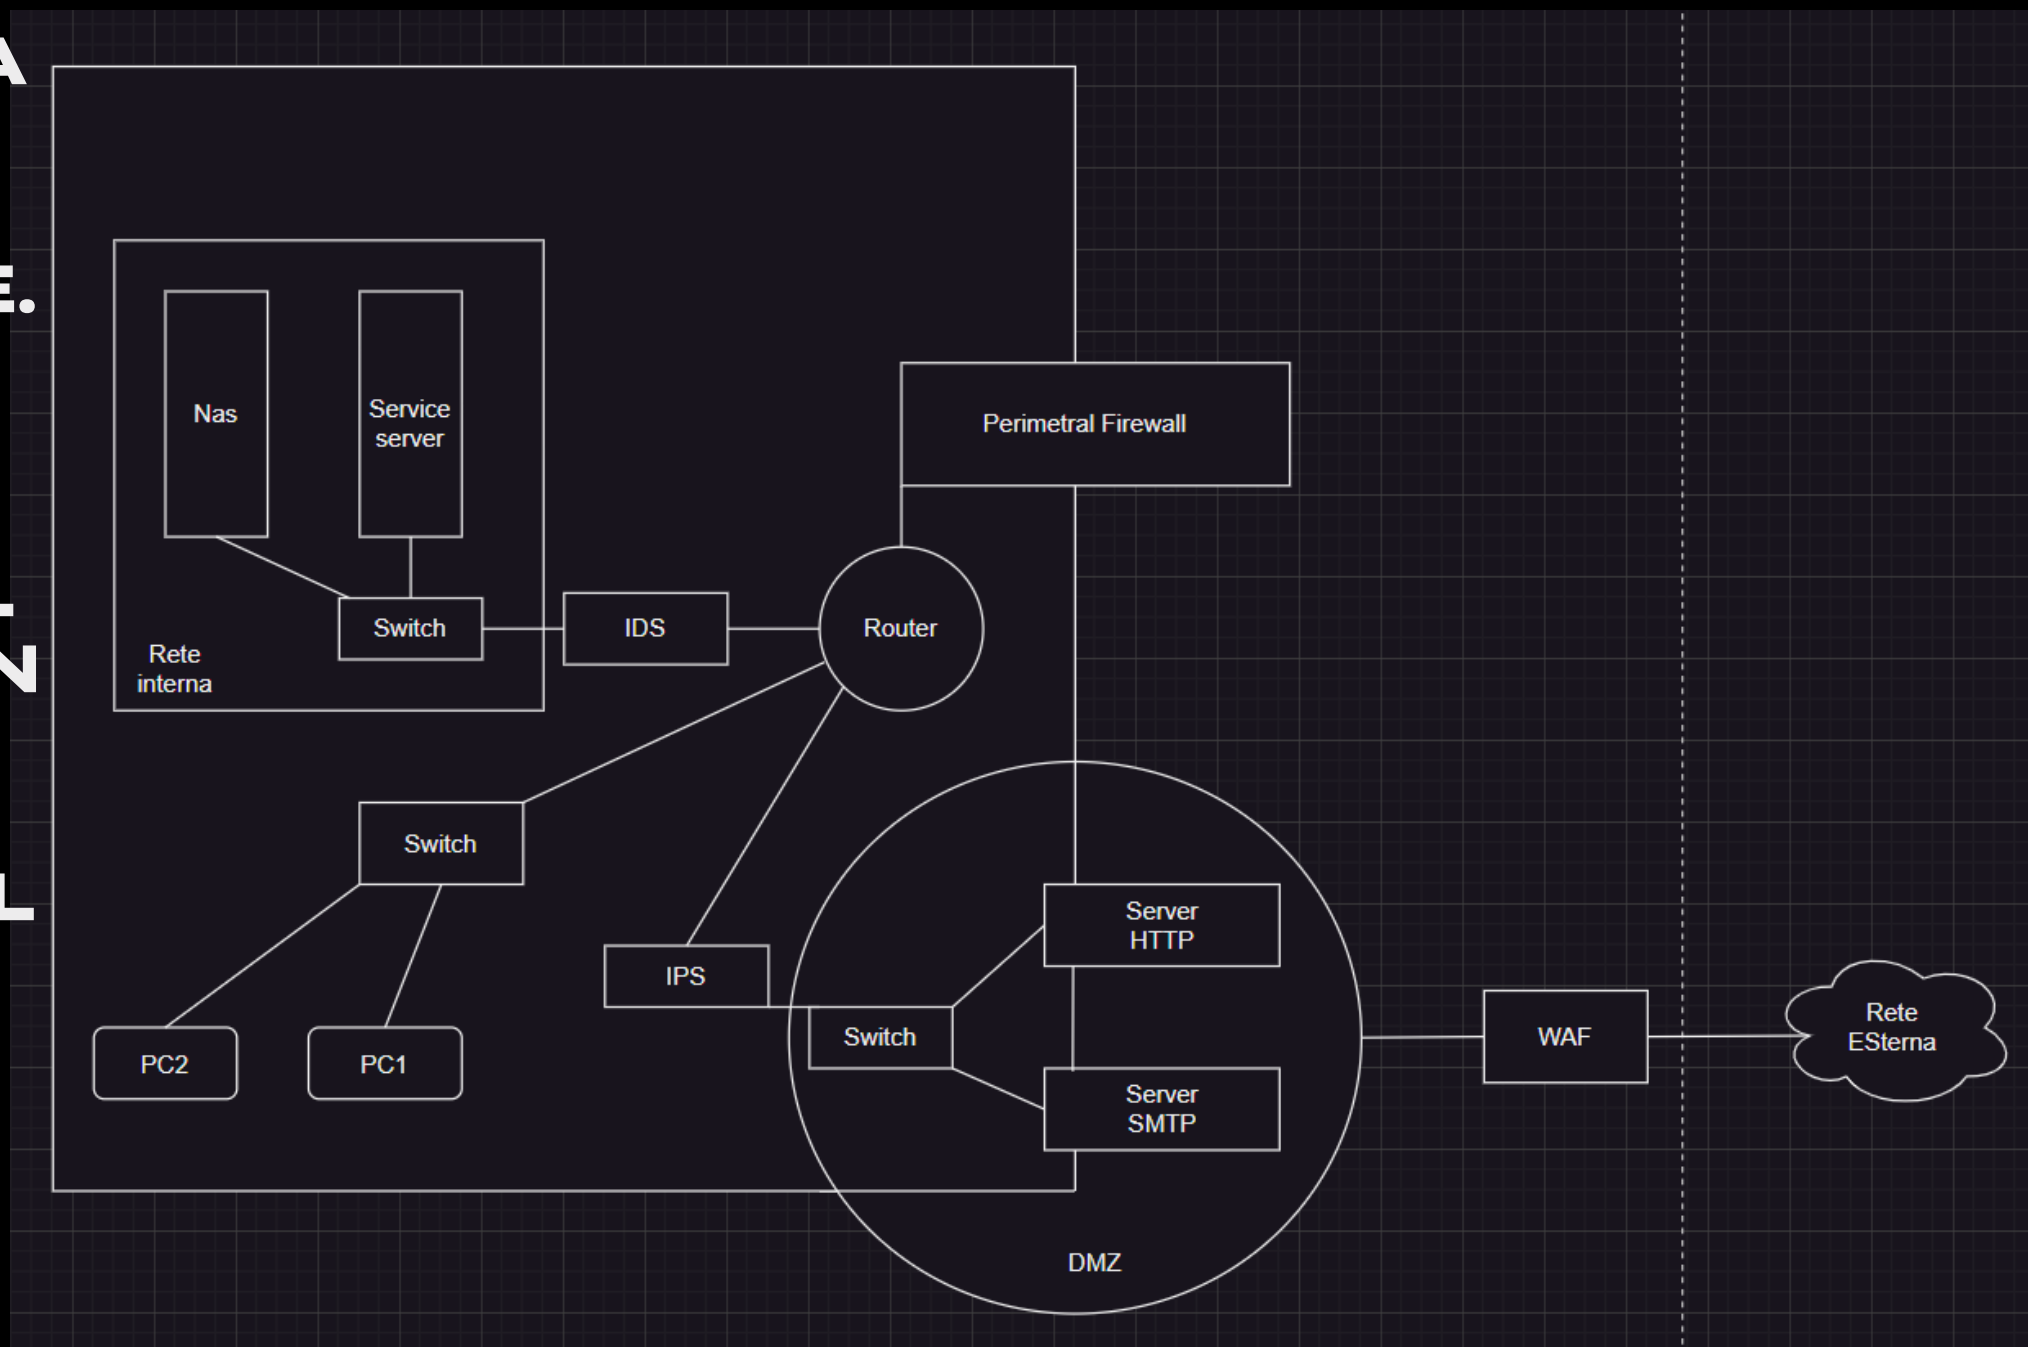 A
E.
Nas
Service
server
Perimetral Firewall
Switch
IDS
Router
Rete
interna
Z
Switch
L
Server
HTTP
IPS
Switch
WAF
Rete
ESterna
PC2
PC1
Server
SMTP
DMZ